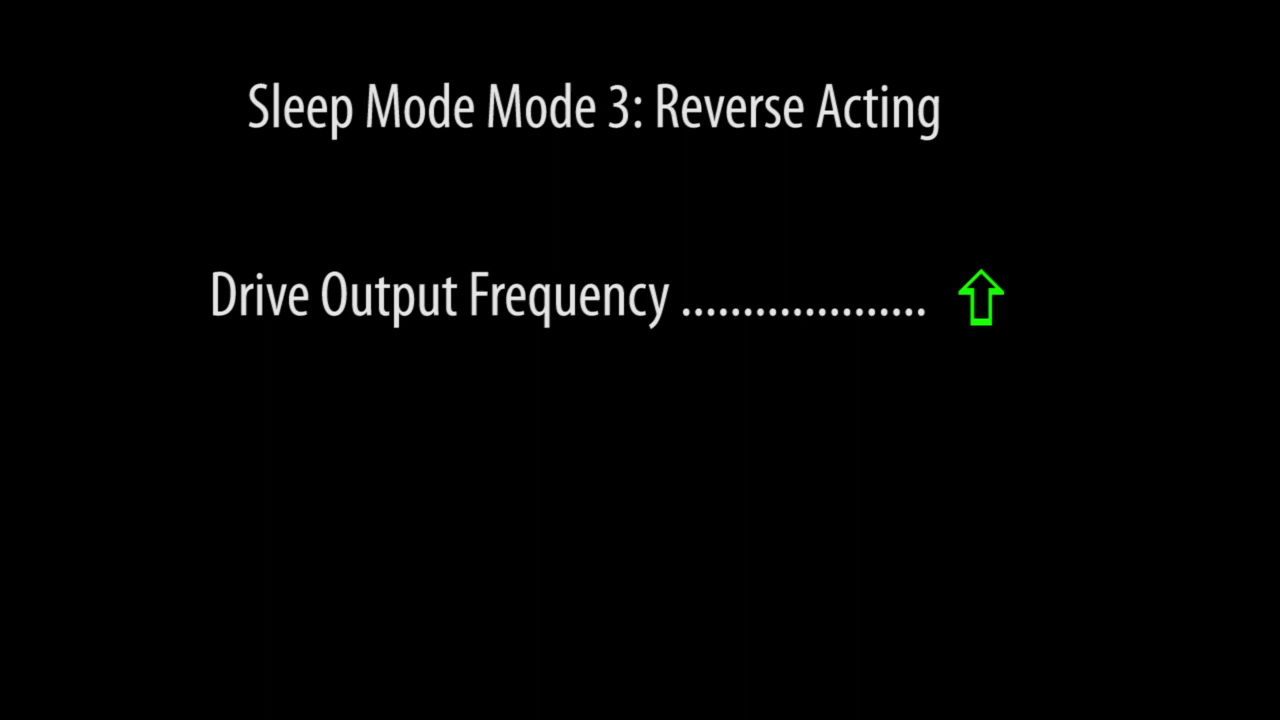 Sleep Mode Mode 3: Reverse Acting
Drive Output Frequency ....................